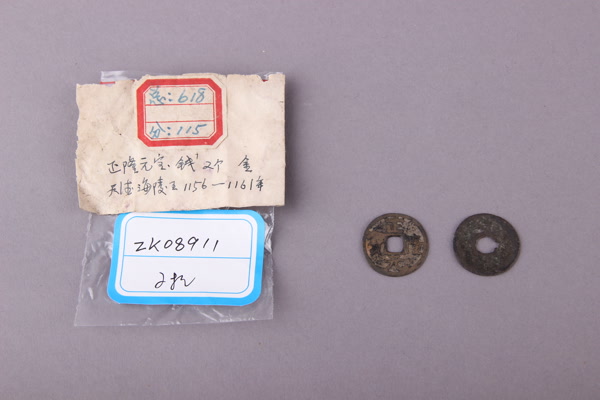 总:618
分:115
正隆元宝 钱 2个 金
海陵王 1156—1161年
ZK08911
2枚